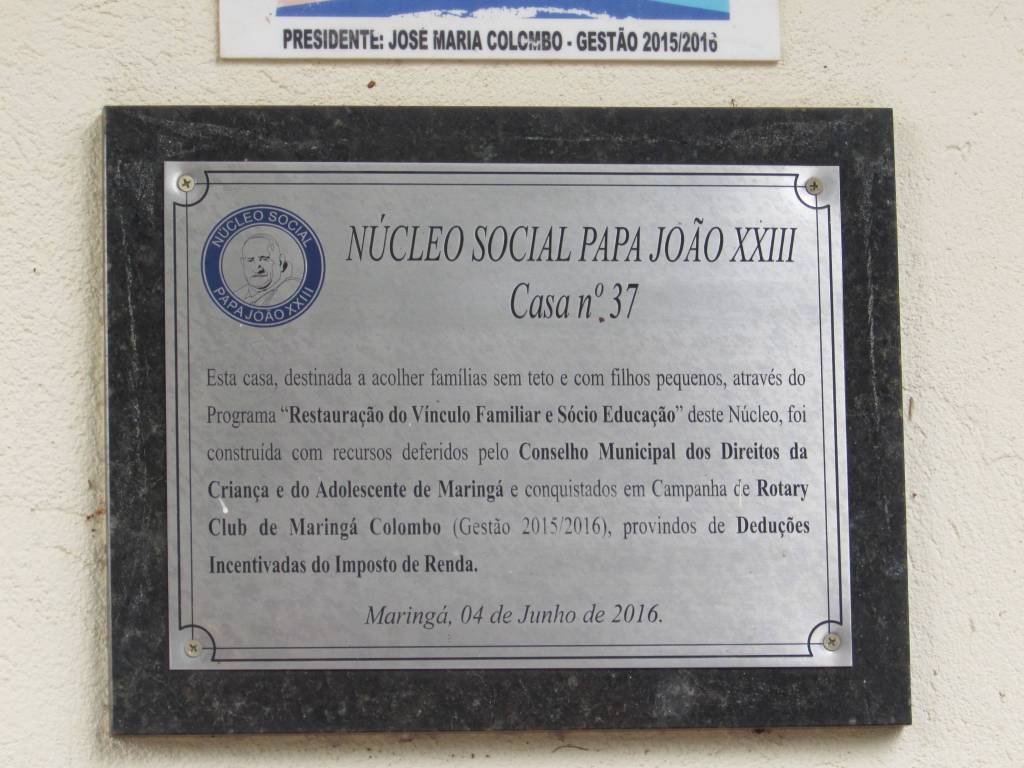 PRESIDENTE: JOSÉ MARIA COLOMBO - GESTÃO 2015/2016
NÚCLEO SOCIAL
PAPA JOÃO XXIII
NÚCLEO SOCIAL PAPA JOÃO XXIII
Casa nº 37
Esta casa, destinada a acolher famílias sem teto e com filhos pequenos, através do
Programa “Restauração do Vínculo Familiar e Sócio Educação” deste Núcleo, foi
construída com recursos deferidos pelo Conselho Municipal dos Direitos da
Criança e do Adolescente de Maringá e conquistados em Campanha de Rotary
Club de Maringá Colombo (Gestão 2015/2016), provindos de Deduções
Incentivadas do Imposto de Renda.
Maringá, 04 de Junho de 2016.